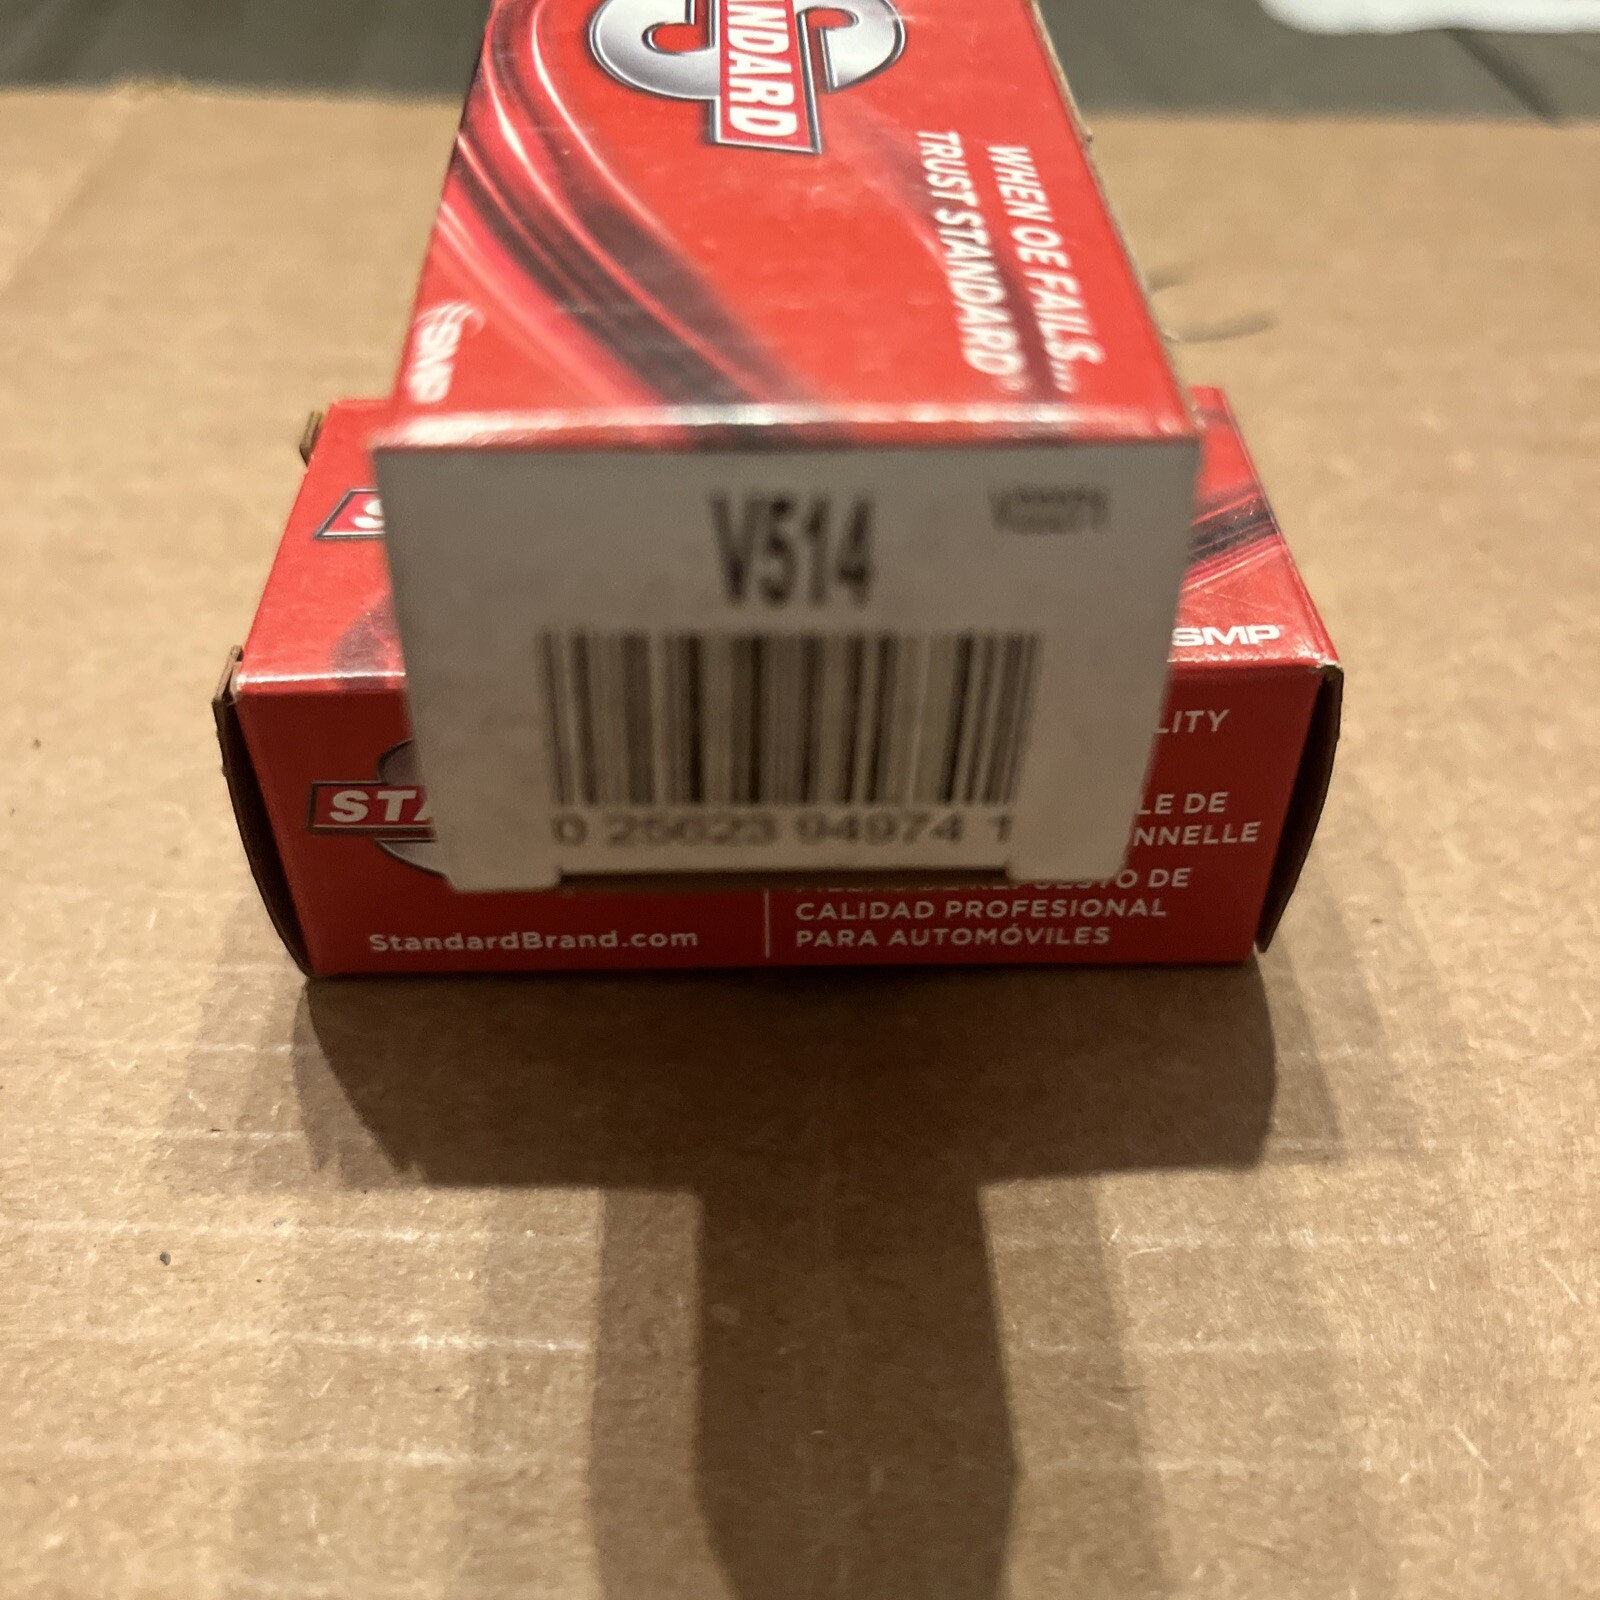 STANDARD
WHEN OE FAILS...
TRUST STANDARD®
SMP
V514
0 25623 94974 1
SMP
LITY
LE DE
NNELLE
DE
CALIDAD PROFESIONAL
PARA AUTOMÓVILES
STA
StandardBrand.com